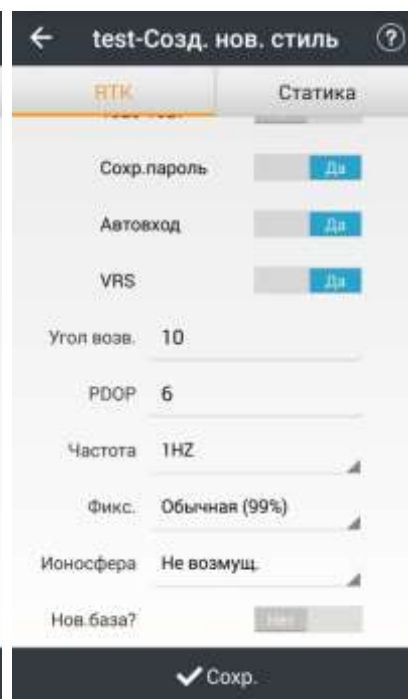 test-Созд. нов. стиль ?
RTK Статика
Сохр.пароль Да
Автовход Да
VRS Да
Угол возв. 10
PDOP 6
Частота 1HZ
Фикс. Обычная (99%)
Ионосфера Не возмущ.
Нов.база? Нет
Сохр.